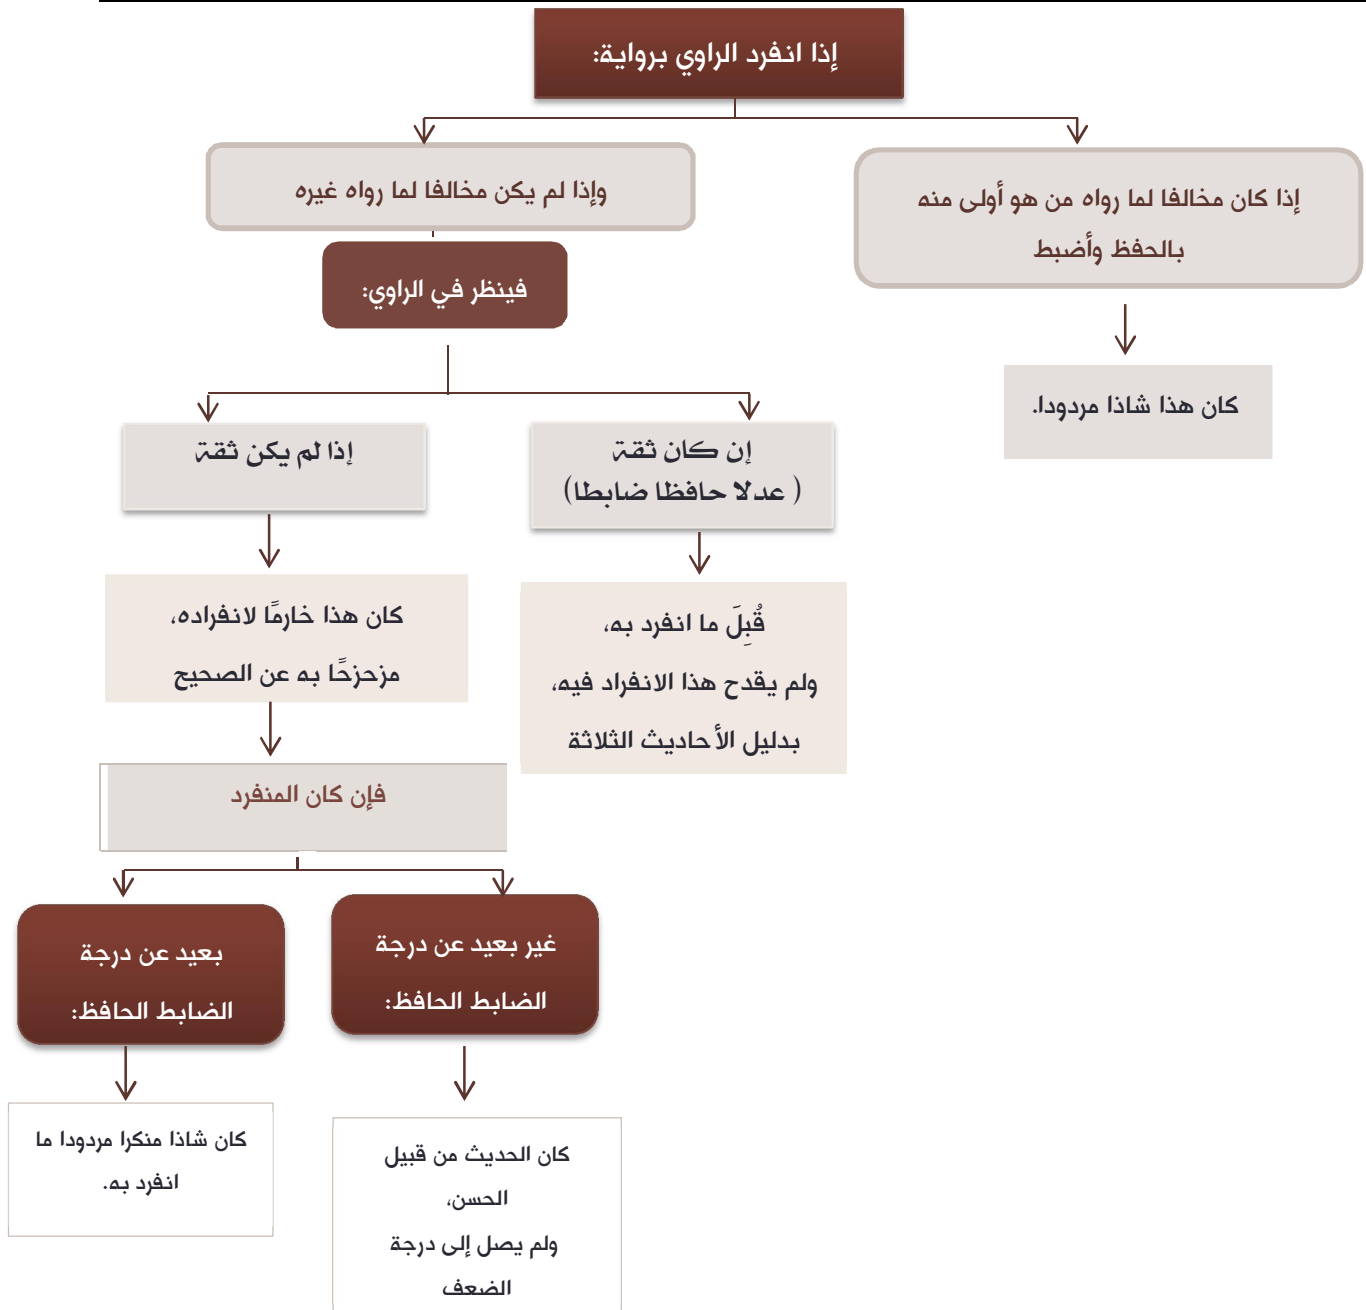 إذا انفرد الراوي برواية:
إذا كان مخالفا لما رواه من هو أولى منه
بالحفظ وأضبط
كان هذا شاذا مردودا.
وإذا لم يكن مخالفا لما رواه غيره
فينظر في الراوي:
إن كان ثقة
( عدلا حافظا ضابطا)
قُبِلَ ما انفرد به،
ولم يقدح هذا الانفراد فيه،
بدليل الأحاديث الثلاثة
إذا لم يكن ثقة
كان هذا خارمًا لانفراده،
مزحزحًا به عن الصحيح
فإن كان المنفرد
غير بعيد عن درجة
الضابط الحافظ:
كان الحديث من قبيل
الحسن،
ولم يصل إلى درجة
الضعف
بعيد عن درجة
الضابط الحافظ:
كان شاذا منكرا مردودا ما
انفرد به.